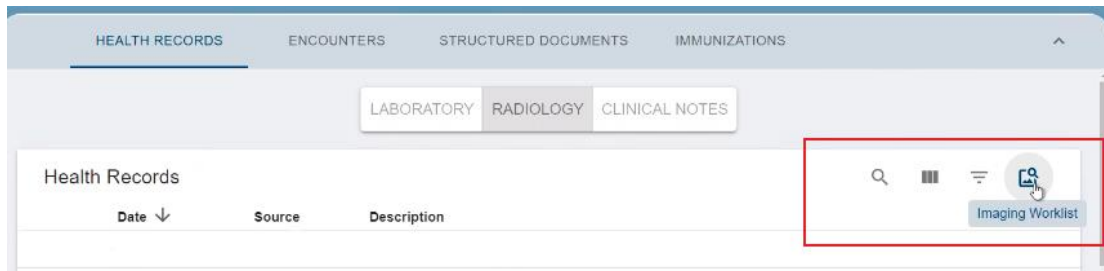 HEALTH RECORDS ENCOUNTERS STRUCTURED DOCUMENTS IMMUNIZATIONS
LABORATORY RADIOLOGY CLINICAL NOTES
Health Records
Imaging Worklist
Date Source Description